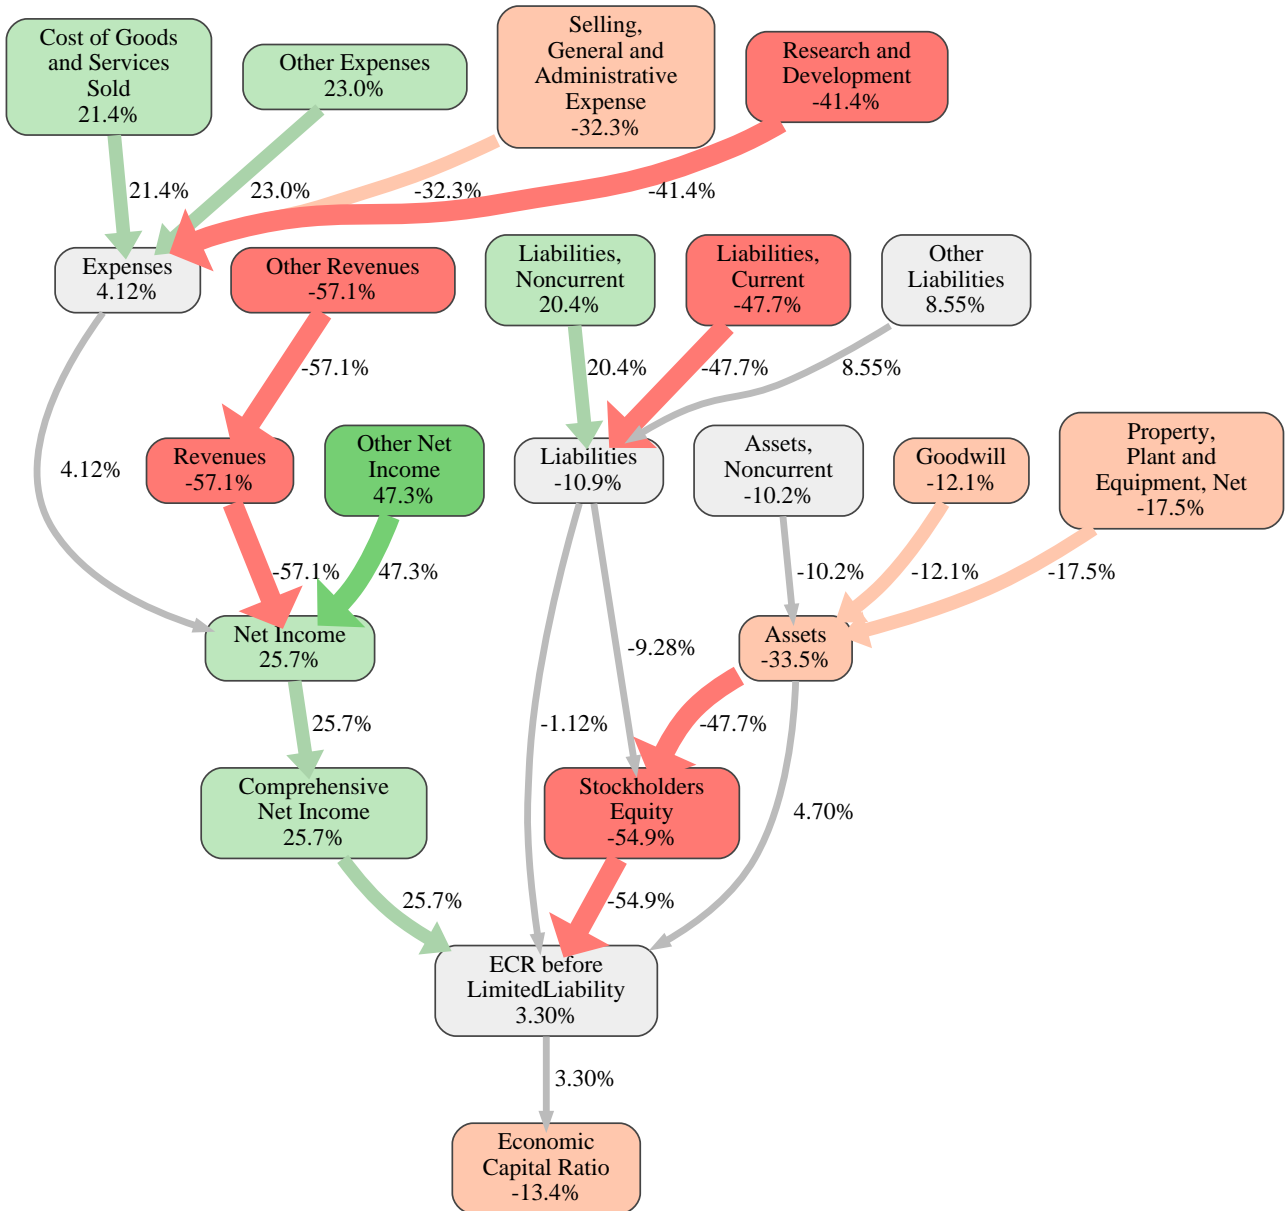 Cost of Goods
and Services
Sold
21.4%
Other Expenses
23.0%
Selling,
General and
Administrative
Expense
-32.3%
Research and
Development
-41.4%
21.4%
23.0%
-32.3%
-41.4%
Expenses
4.12%
Other Revenues
-57.1%
Liabilities,
Noncurrent
20.4%
Liabilities,
Current
-47.7%
Other
Liabilities
8.55%
-57.1%
20.4%
-47.7%
8.55%
4.12%
Revenues
-57.1%
Other Net
Income
47.3%
Liabilities
-10.9%
Assets,
Noncurrent
-10.2%
Goodwill
-12.1%
Property,
Plant and
Equipment, Net
-17.5%
-57.1%
47.3%
-10.2%
-12.1%
-17.5%
Net Income
25.7%
-9.28%
Assets
-33.5%
25.7%
-1.12%
-47.7%
Comprehensive
Net Income
25.7%
Stockholders
Equity
-54.9%
4.70%
25.7%
-54.9%
ECR before
LimitedLiability
3.30%
3.30%
Economic
Capital Ratio
-13.4%